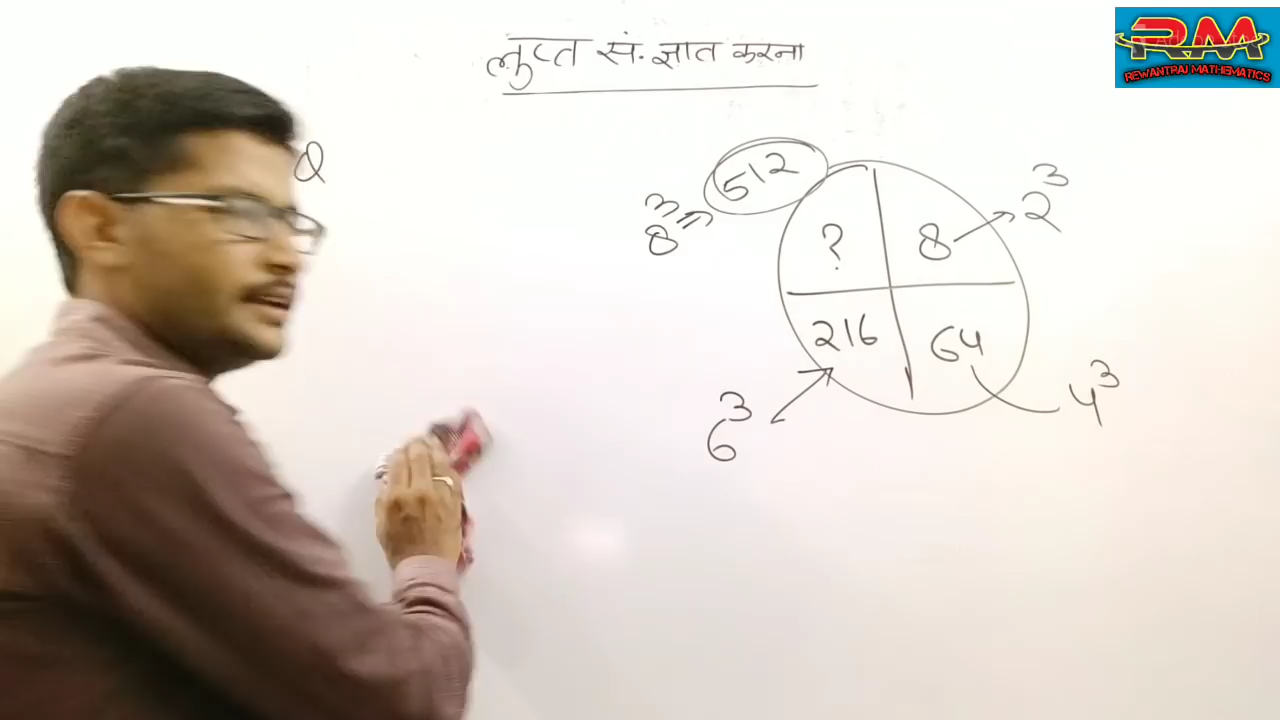 लुप्त सं. ज्ञात करना
RM
REWANTRAJ MATHEMATICS
Q
512
8³ ⇒
? 8 → 2³
216 64
4³
6³